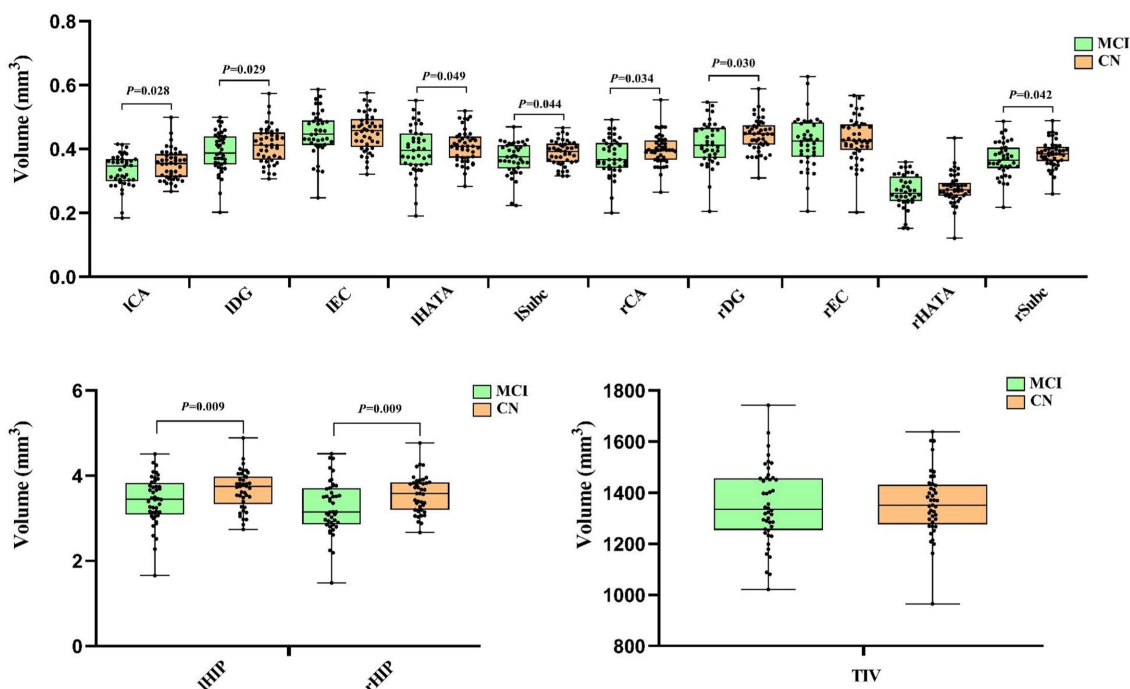 0.8
0.6
0.4
0.2
0.0
Volume (mm³)
P=0.028
P=0.029
P=0.049
P=0.044
P=0.034
P=0.030
P=0.042
MCI
CN
lCA
lDG
lEC
lHATA
lSubc
rCA
rDG
rEC
rHATA
rSubc
6
4
2
0
Volume (mm³)
P=0.009
P=0.009
MCI
CN
lHIP
rHIP
1800
1600
1400
1200
1000
800
Volume (mm³)
MCI
CN
TIV